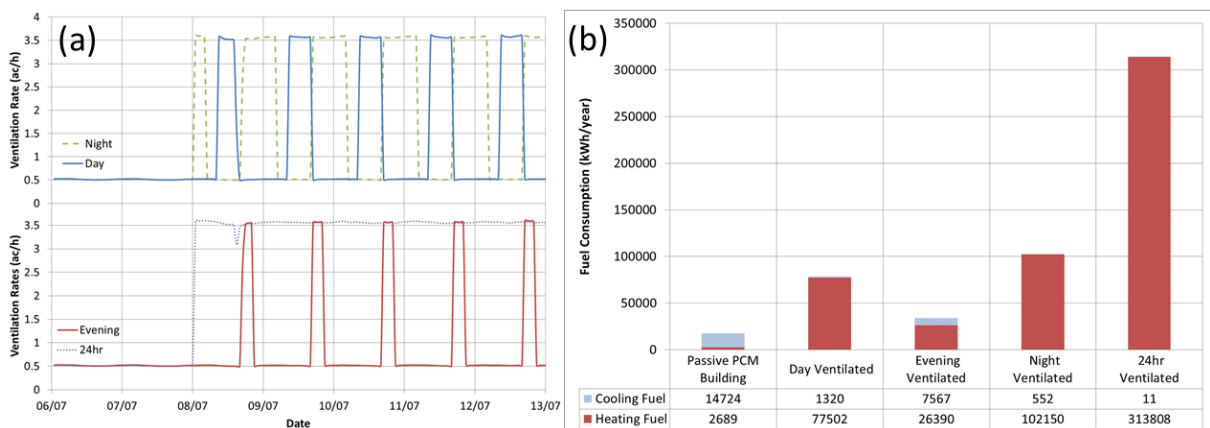 (a)
Ventilation Rate (ac/h)
4
3.5
3
2.5
2
1.5
1
0.5
0
Night
Day
Ventilation Rates (ac/h)
3.5
3
2.5
2
1.5
1
0.5
0
Evening
24hr
06/07 07/07 08/07 09/07 10/07 11/07 12/07 13/07
Date
(b)
Fuel Consumption (kWh/year)
350000
300000
250000
200000
150000
100000
50000
0
Passive PCM Building Day Ventilated Evening Ventilated Night Ventilated 24hr Ventilated
Cooling Fuel 14724 1320 7567 552 11
Heating Fuel 2689 77502 26390 102150 313808